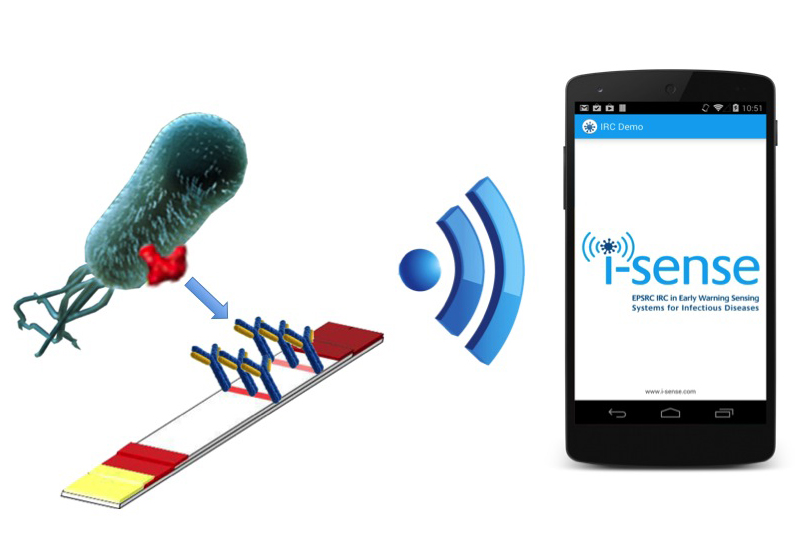 10:51
IRC Demo
i-sense
EPSRC IRC in Early Warning Sensing
Systems for Infectious Diseases
www.i-sense.com